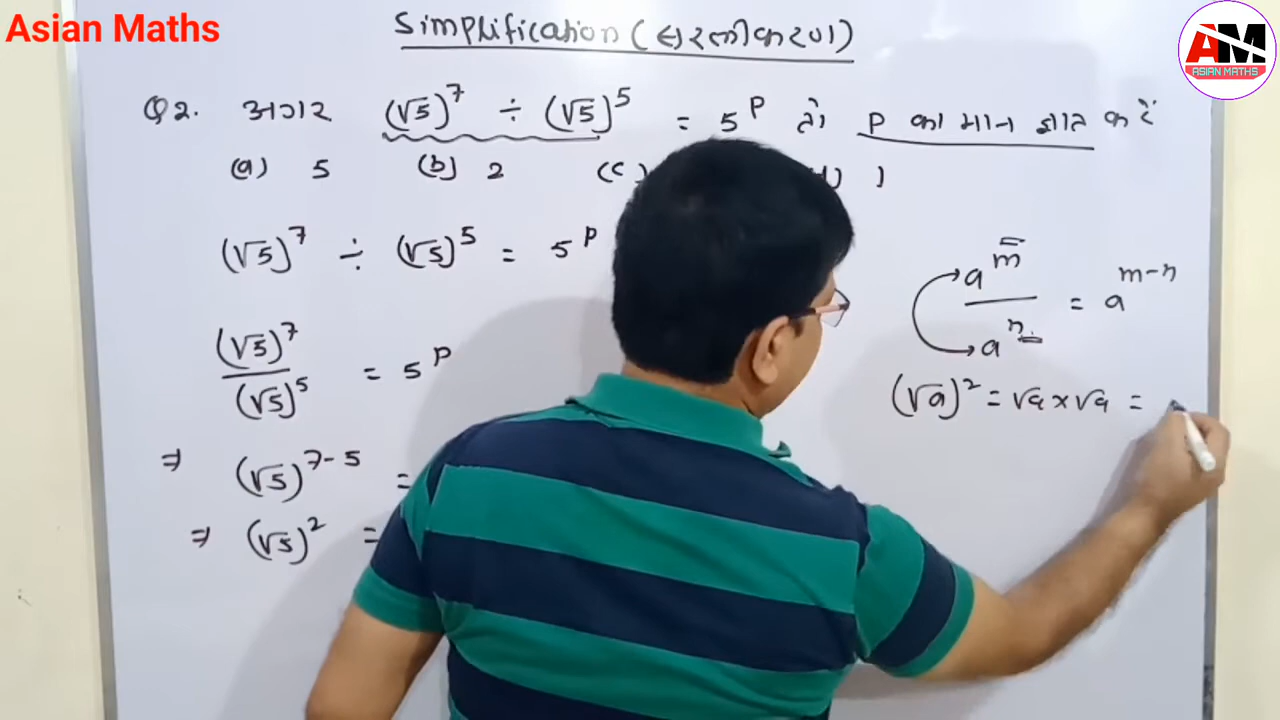 Asian Maths
Simplification (सरलीकरण)
AM
ASIAN MATHS
Q2. अगर (√5)⁷ ÷ (√5)⁵ = 5ᴾ तो P का मान ज्ञात करें
(a) 5 (b) 2 (c) 1
(√5)⁷ ÷ (√5)⁵ = 5ᴾ
(√5)⁷ / (√5)⁵ = 5ᴾ
⇒ (√5)⁷⁻⁵ =
⇒ (√5)² =
aᵐ / aⁿ = aᵐ⁻ⁿ
(√a)² = √a × √a =